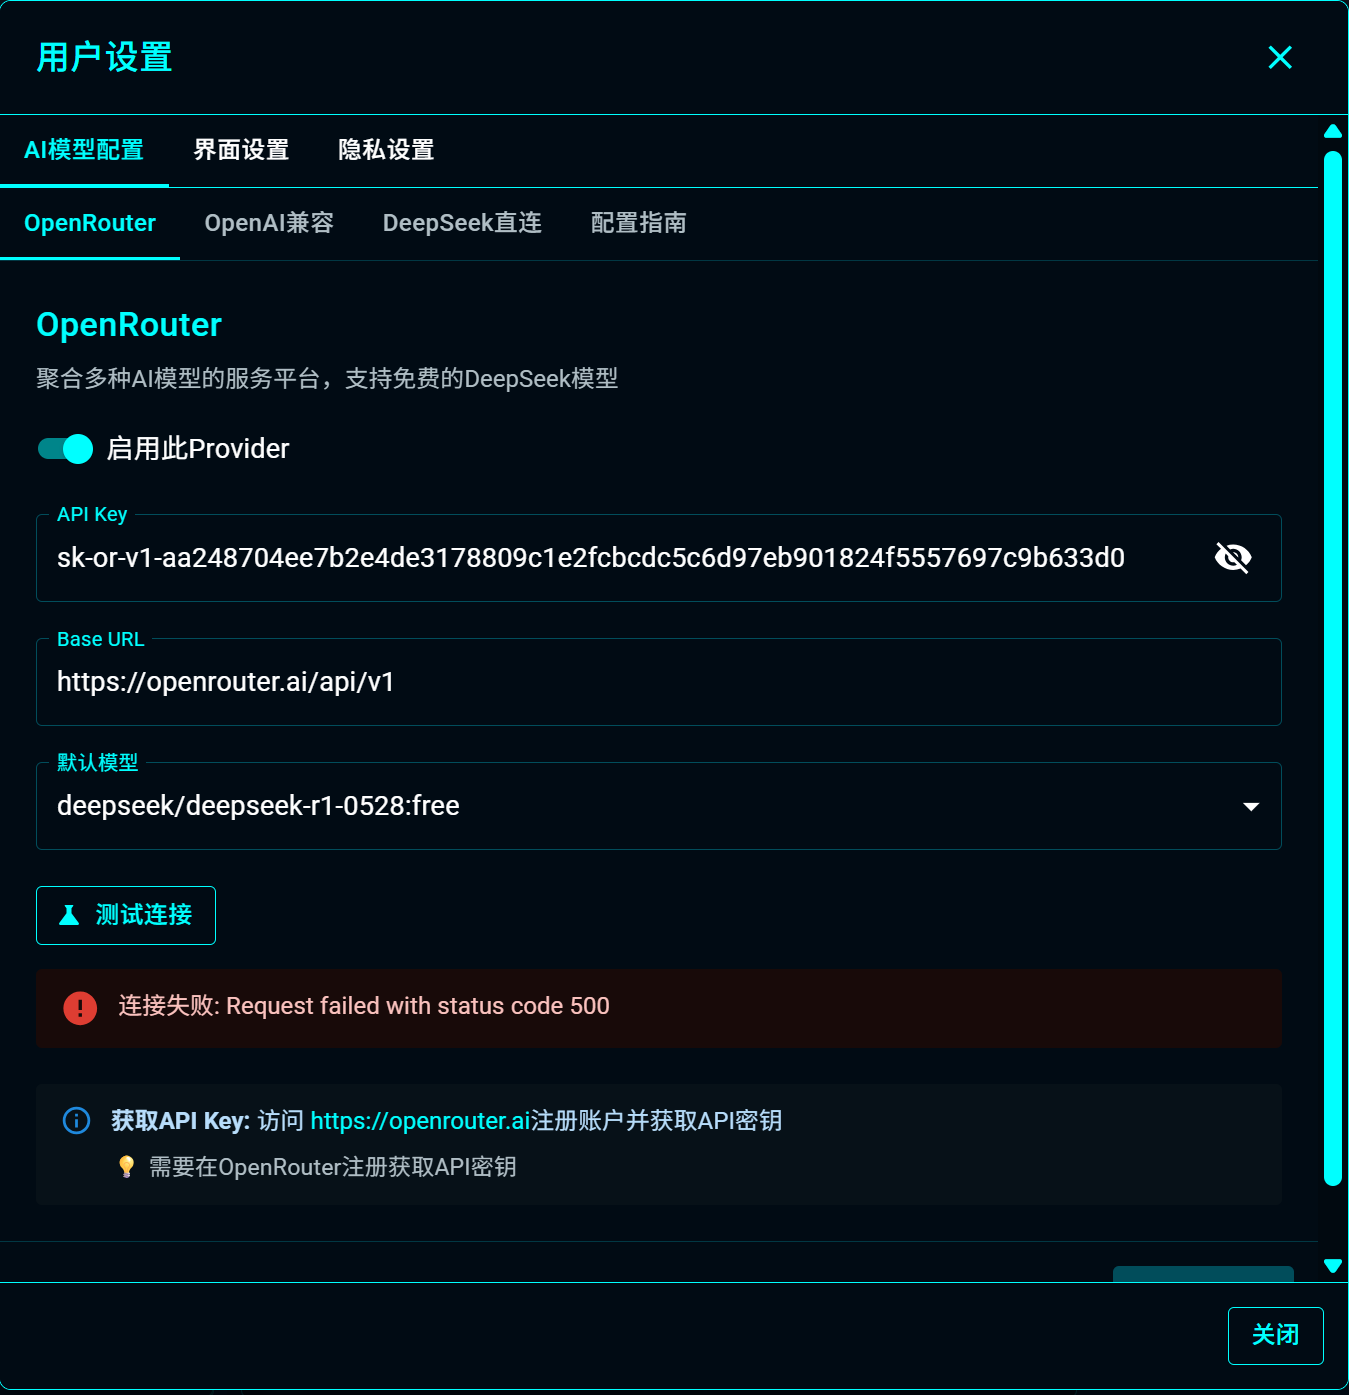 用户设置
AI模型配置 界面设置 隐私设置
OpenRouter OpenAI兼容 DeepSeek直连 配置指南
OpenRouter
聚合多种AI模型的服务平台，支持免费的DeepSeek模型
启用此Provider
API Key
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
Base URL
https://openrouter.ai/api/v1
默认模型
deepseek/deepseek-r1-0528:free
测试连接
连接失败: Request failed with status code 500
获取API Key: 访问 https://openrouter.ai注册账户并获取API密钥
需要在OpenRouter注册获取API密钥
关闭